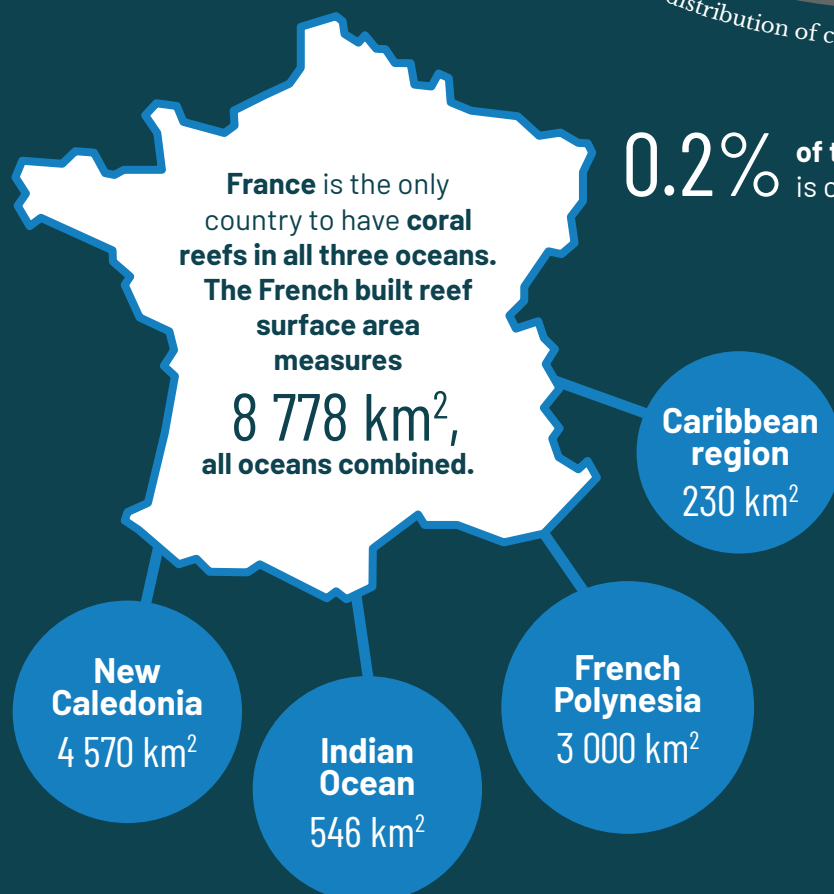 distribution of
0.2%
of
is
France is the only
country to have coral
reefs in all three oceans.
The French built reef
surface area
measures
8 778 km²,
all oceans combined.
Caribbean
region
230 km²
New
Caledonia
4 570 km²
Indian
Ocean
546 km²
French
Polynesia
3 000 km²